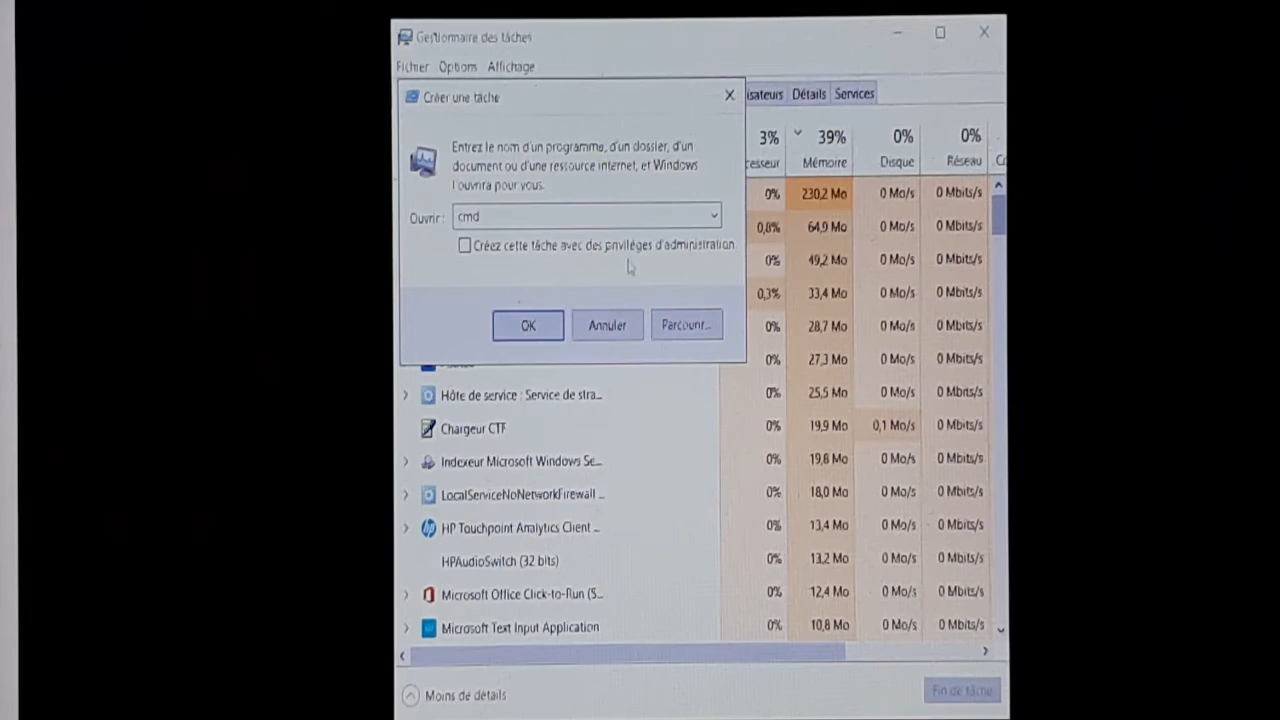 Gestionnaire des tâches
Fichier Options Affichage
Créer une tâche
isateurs Détails Services
Entrez le nom d'un programme, d'un dossier, d'un
document ou d'une ressource Internet, et Windows
l'ouvrira pour vous.
Ouvrir : cmd
Créez cette tâche avec des privilèges d'administration.
OK Annuler Parcourir...
3% 39% 0% 0%
cesseur Mémoire Disque Réseau Co
0% 230,2 Mo 0 Mo/s 0 Mbits/s
0,8% 64,9 Mo 0 Mo/s 0 Mbits/s
0% 49,2 Mo 0 Mo/s 0 Mbits/s
0,3% 33,4 Mo 0 Mo/s 0 Mbits/s
0% 28,7 Mo 0 Mo/s 0 Mbits/s
0% 27,3 Mo 0 Mo/s 0 Mbits/s
Hôte de service : Service de stra... 0% 25,5 Mo 0 Mo/s 0 Mbits/s
Chargeur CTF 0% 19,9 Mo 0,1 Mo/s 0 Mbits/s
Indexeur Microsoft Windows Se... 0% 19,8 Mo 0 Mo/s 0 Mbits/s
LocalServiceNoNetworkFirewall ... 0% 18,0 Mo 0 Mo/s 0 Mbits/s
HP Touchpoint Analytics Client ... 0% 13,4 Mo 0 Mo/s 0 Mbits/s
HPAudioSwitch (32 bits) 0% 13,2 Mo 0 Mo/s 0 Mbits/s
Microsoft Office Click-to-Run (S... 0% 12,4 Mo 0 Mo/s 0 Mbits/s
Microsoft Text Input Application 0% 10,8 Mo 0 Mo/s 0 Mbits/s
Moins de détails
Fin de tâche